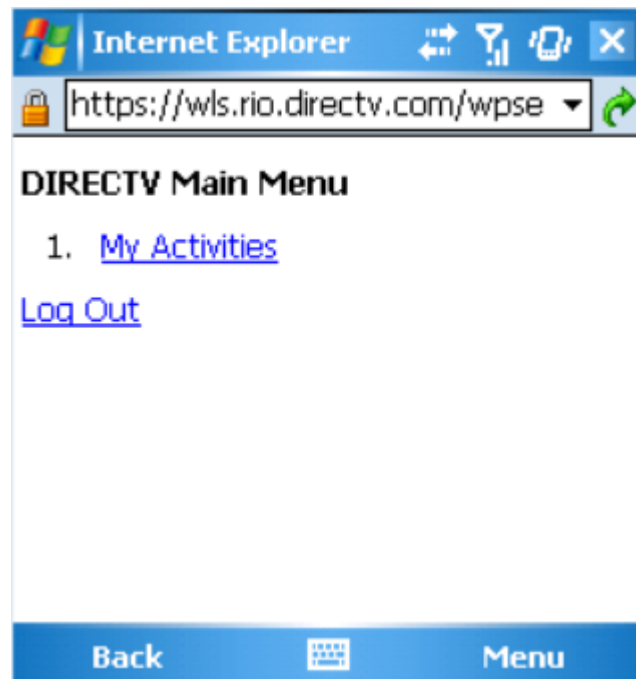 Internet Explorer
https://wls.rio.directv.com/wpse
DIRECTV Main Menu
1. My Activities
Log Out
Back Menu